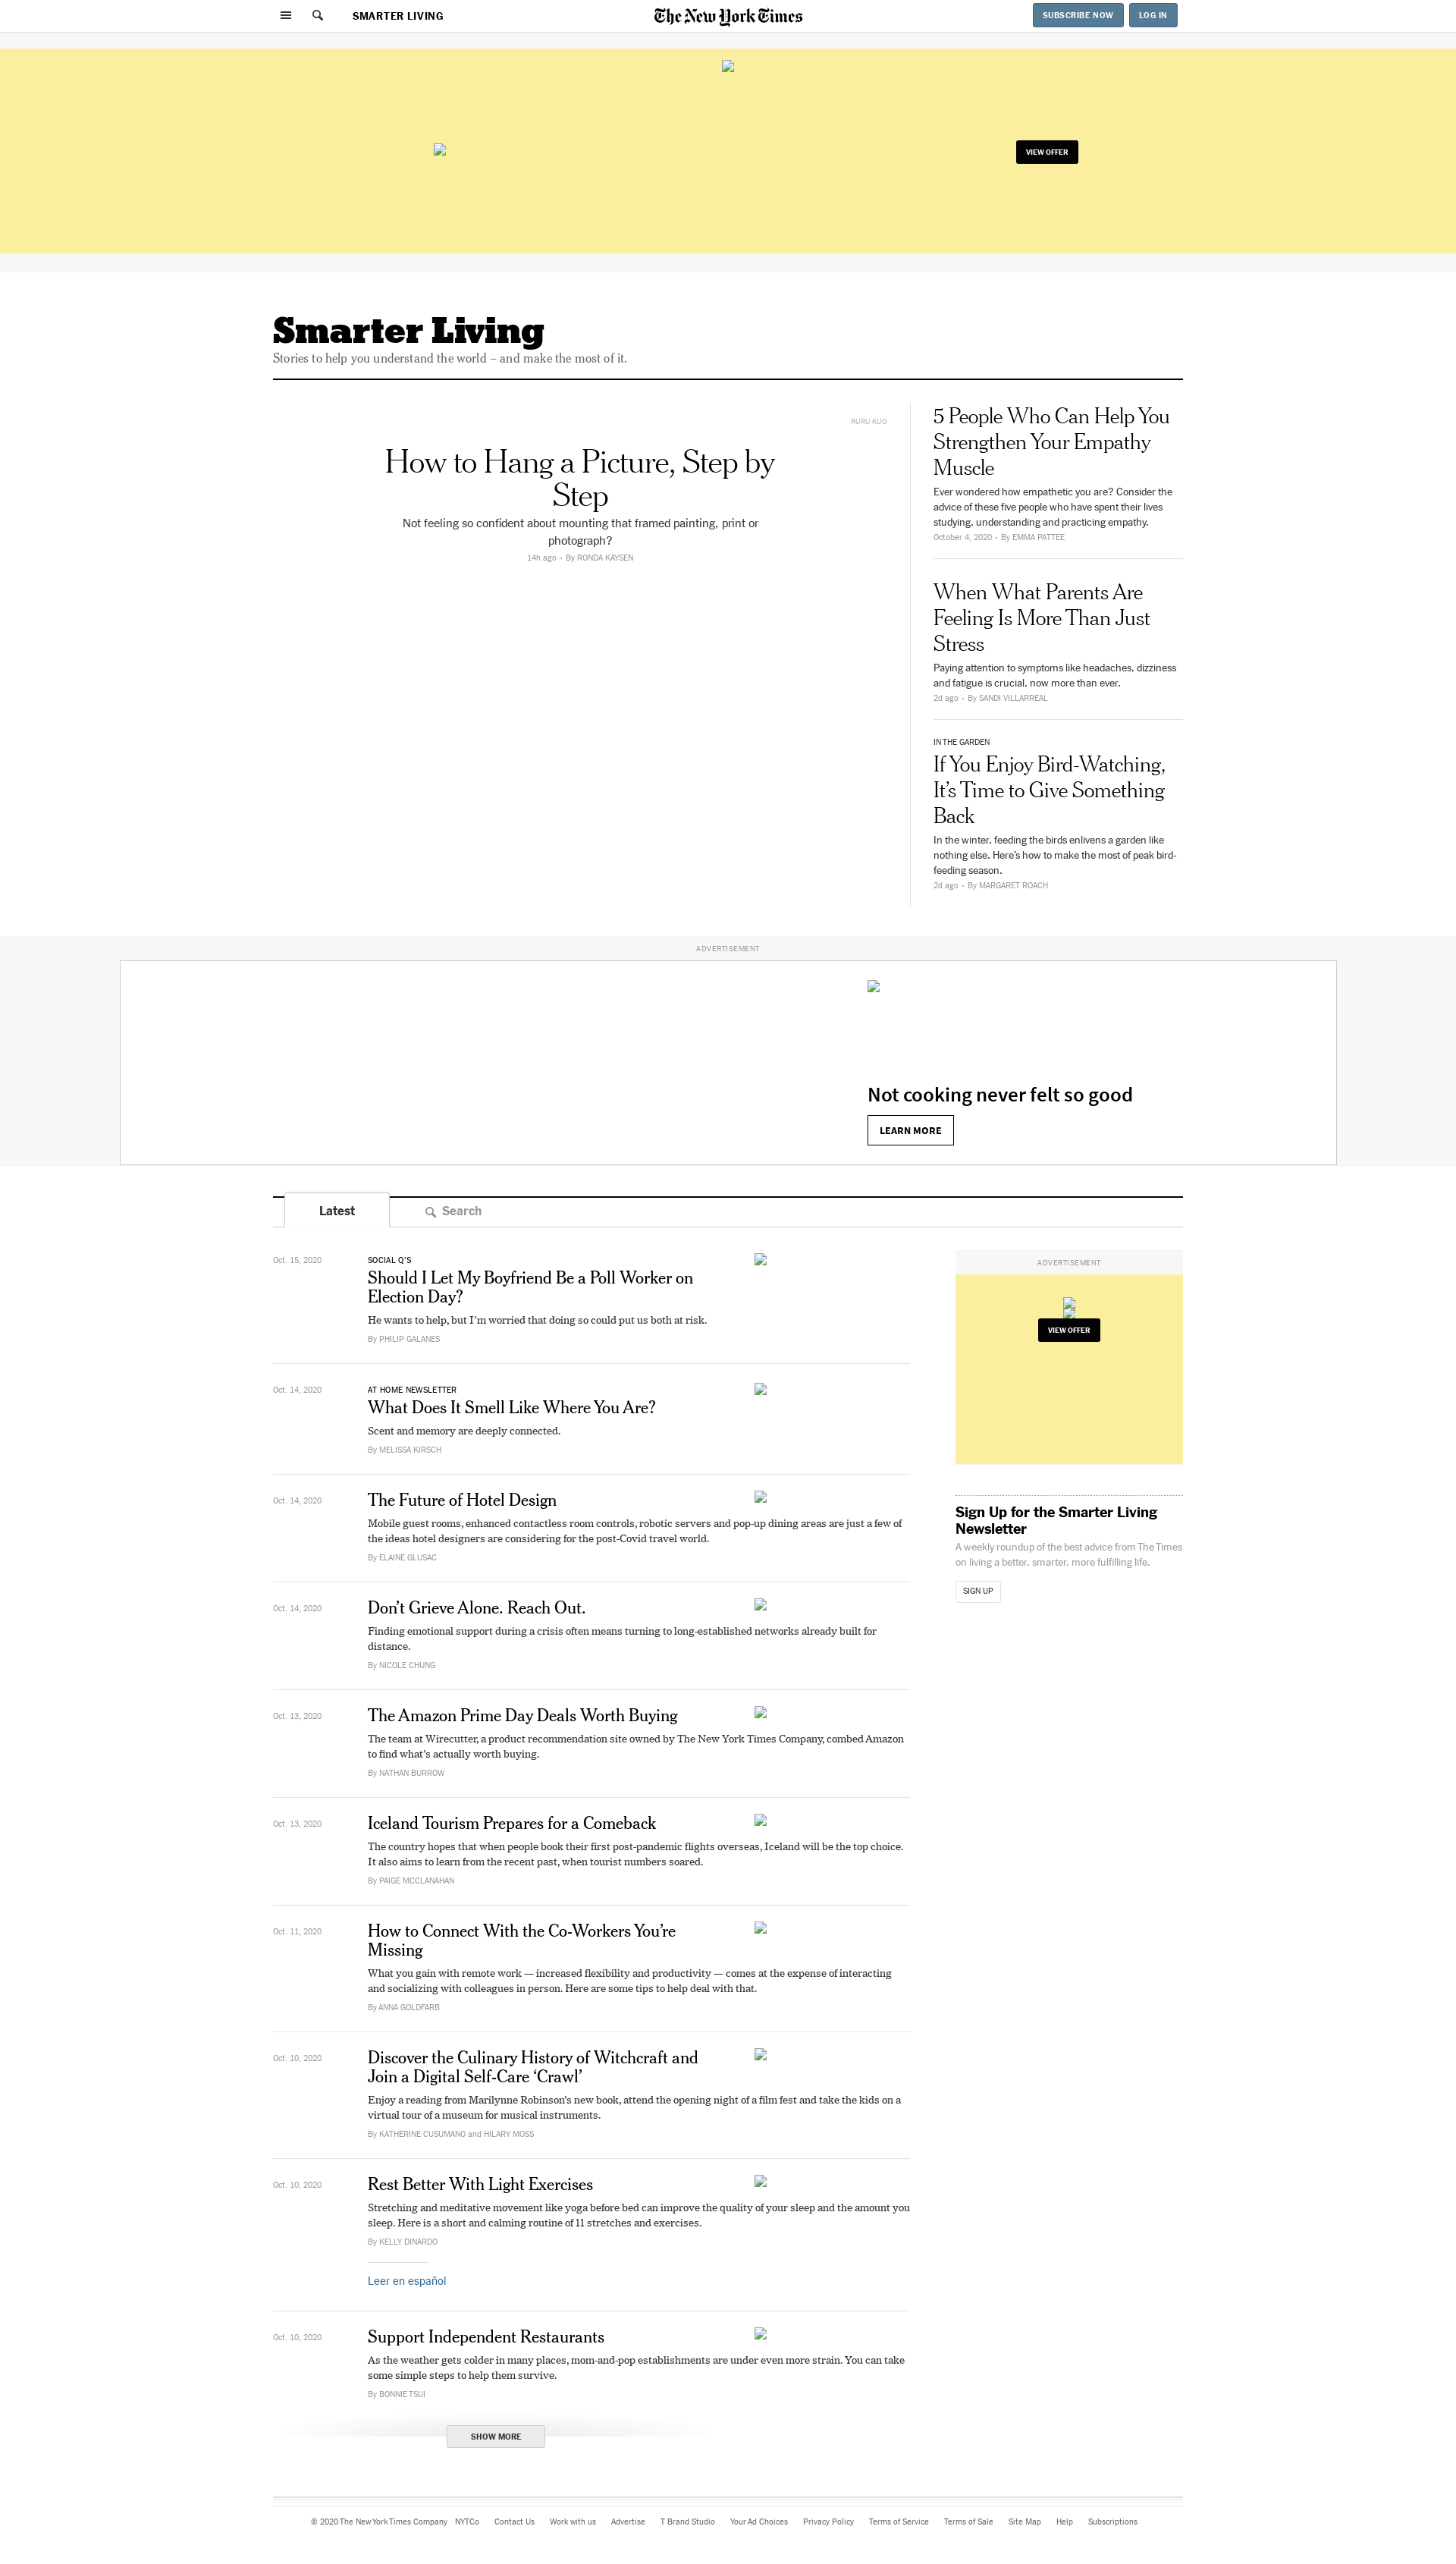 SMARTER LIVING
The New York Times
SUBSCRIBE NOW
LOG IN
VIEW OFFER
Smarter Living
Stories to help you understand the world – and make the most of it.
RURU KUO
How to Hang a Picture, Step by
Step
Not feeling so confident about mounting that framed painting, print or
photograph?
14h ago • By RONDA KAYSEN
5 People Who Can Help You
Strengthen Your Empathy
Muscle
Ever wondered how empathetic you are? Consider the
advice of these five people who have spent their lives
studying, understanding and practicing empathy.
October 4, 2020 • By EMMA PATTEE
When What Parents Are
Feeling Is More Than Just
Stress
Paying attention to symptoms like headaches, dizziness
and fatigue is crucial, now more than ever.
2d ago • By SANDI VILLARREAL
IN THE GARDEN
If You Enjoy Bird-Watching,
It’s Time to Give Something
Back
In the winter, feeding the birds enlivens a garden like
nothing else. Here’s how to make the most of peak bird-
feeding season.
2d ago • By MARGARET ROACH
ADVERTISEMENT
Not cooking never felt so good
LEARN MORE
Latest
Search
Oct. 15, 2020
SOCIAL Q’S
Should I Let My Boyfriend Be a Poll Worker on
Election Day?
He wants to help, but I’m worried that doing so could put us both at risk.
By PHILIP GALANES
Oct. 14, 2020
AT HOME NEWSLETTER
What Does It Smell Like Where You Are?
Scent and memory are deeply connected.
By MELISSA KIRSCH
Oct. 14, 2020
The Future of Hotel Design
Mobile guest rooms, enhanced contactless room controls, robotic servers and pop-up dining areas are just a few of
the ideas hotel designers are considering for the post-Covid travel world.
By ELAINE GLUSAC
Oct. 14, 2020
Don’t Grieve Alone. Reach Out.
Finding emotional support during a crisis often means turning to long-established networks already built for
distance.
By NICOLE CHUNG
Oct. 13, 2020
The Amazon Prime Day Deals Worth Buying
The team at Wirecutter, a product recommendation site owned by The New York Times Company, combed Amazon
to find what’s actually worth buying.
By NATHAN BURROW
Oct. 13, 2020
Iceland Tourism Prepares for a Comeback
The country hopes that when people book their first post-pandemic flights overseas, Iceland will be the top choice.
It also aims to learn from the recent past, when tourist numbers soared.
By PAIGE MCCLANAHAN
Oct. 11, 2020
How to Connect With the Co-Workers You’re
Missing
What you gain with remote work — increased flexibility and productivity — comes at the expense of interacting
and socializing with colleagues in person. Here are some tips to help deal with that.
By ANNA GOLDFARB
Oct. 10, 2020
Discover the Culinary History of Witchcraft and
Join a Digital Self-Care ‘Crawl’
Enjoy a reading from Marilynne Robinson’s new book, attend the opening night of a film fest and take the kids on a
virtual tour of a museum for musical instruments.
By KATHERINE CUSUMANO and HILARY MOSS
Oct. 10, 2020
Rest Better With Light Exercises
Stretching and meditative movement like yoga before bed can improve the quality of your sleep and the amount you
sleep. Here is a short and calming routine of 11 stretches and exercises.
By KELLY DINARDO
Leer en español
Oct. 10, 2020
Support Independent Restaurants
As the weather gets colder in many places, mom-and-pop establishments are under even more strain. You can take
some simple steps to help them survive.
By BONNIE TSUI
SHOW MORE
ADVERTISEMENT
VIEW OFFER
Sign Up for the Smarter Living
Newsletter
A weekly roundup of the best advice from The Times
on living a better, smarter, more fulfilling life.
SIGN UP
© 2020 The New York Times Company NYTCo Contact Us Work with us Advertise T Brand Studio Your Ad Choices Privacy Policy Terms of Service Terms of Sale Site Map Help Subscriptions